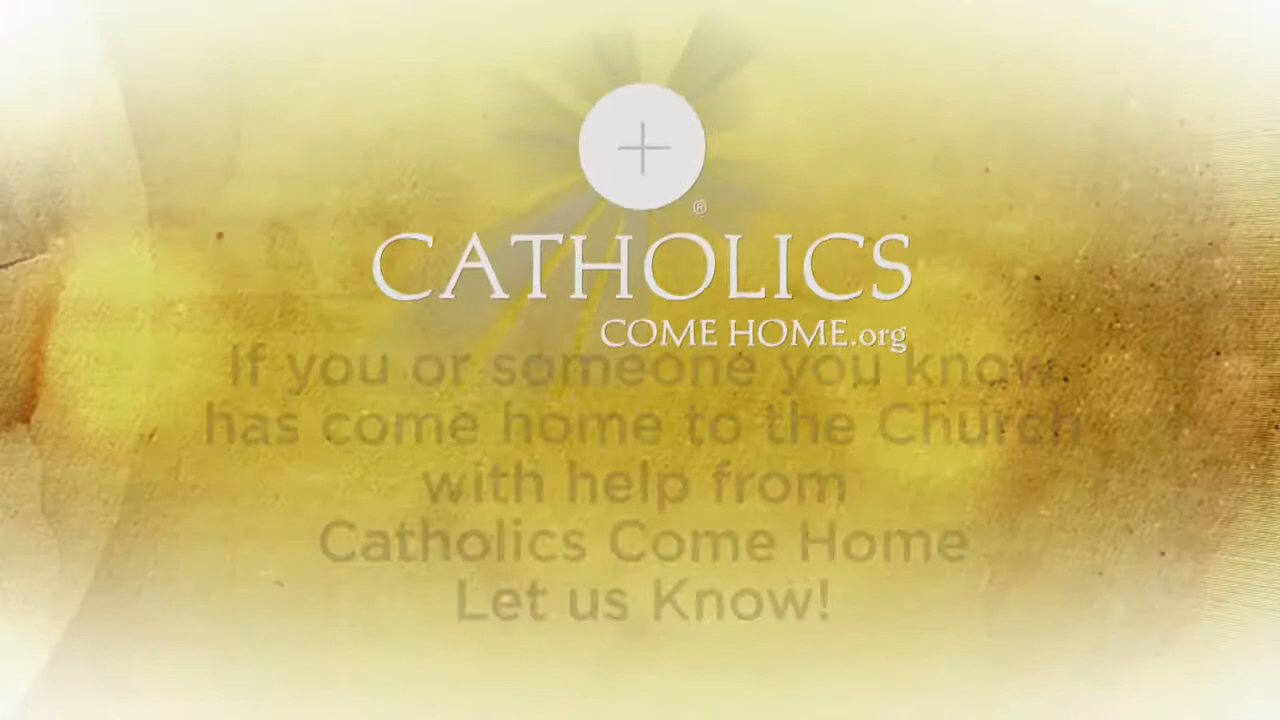 ®
CATHOLICS
COME HOME.org
If you or someone you know
has come home to the Church
with help from
Catholics Come Home
Let us Know!